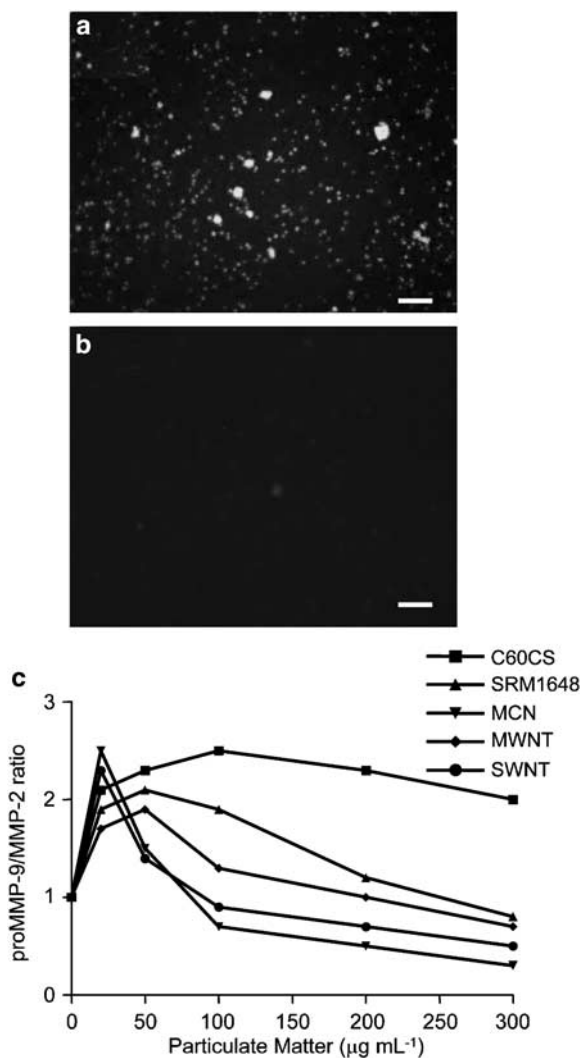 a
b
c
C60CS
SRM1648
MCN
MWNT
SWNT
proMMP-9/MMP-2 ratio
3
2
1
0
0 50 100 150 200 250 300
Particulate Matter (μg mL-1)